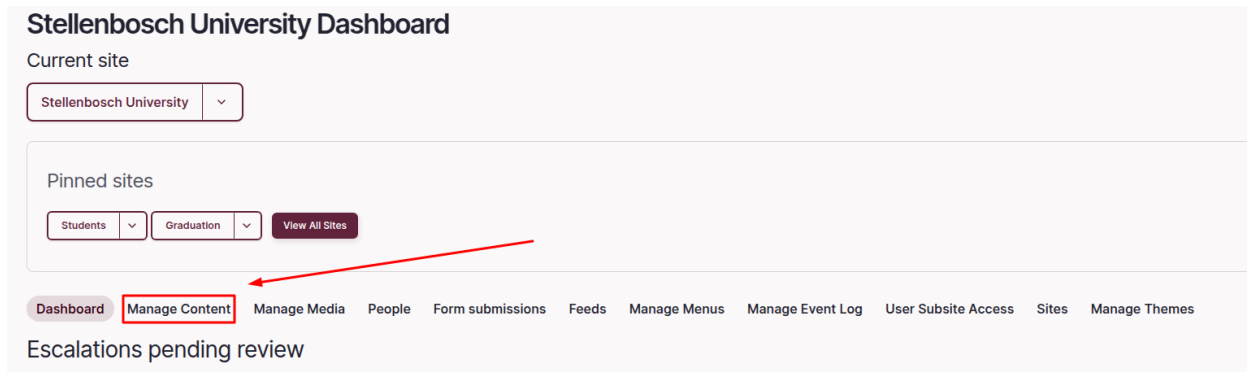 Stellenbosch University Dashboard
Current site
Stellenbosch University
Pinned sites
Students Graduation View All Sites
Dashboard Manage Content Manage Media People Form submissions Feeds Manage Menus Manage Event Log User Subsite Access Sites Manage Themes
Escalations pending review